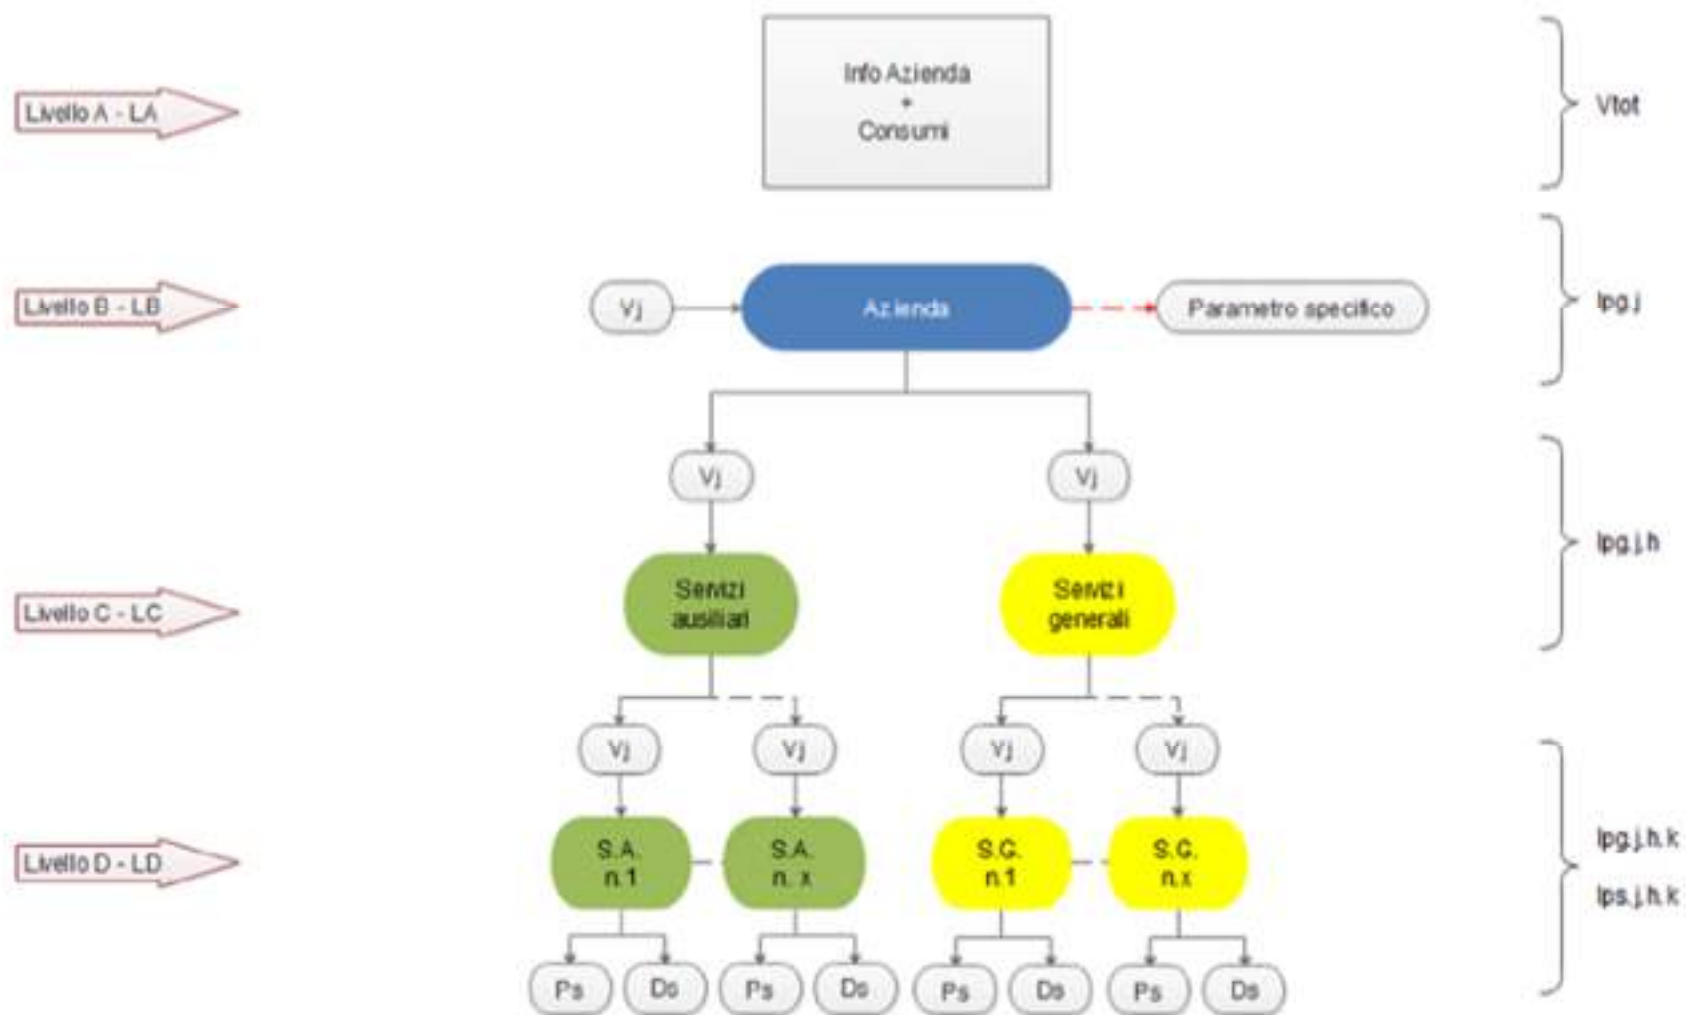 Info Azienda
+
Consumi
Livello A - LA
Vtot
Livello B - LB
Vj
Azienda
Parametro specifico
Ipg.j
Vj
Vj
Ipg.j.h
Livello C - LC
Servizi
ausiliari
Servizi
generali
Vj
Vj
Vj
Vj
Livello D - LD
S.A.
n.1
S.A.
n. x
S.G.
n.1
S.G.
n.x
Ipg.j.h.k
Ips.j.h.k
Ps
Ds
Ps
Ds
Ps
Ds
Ps
Ds